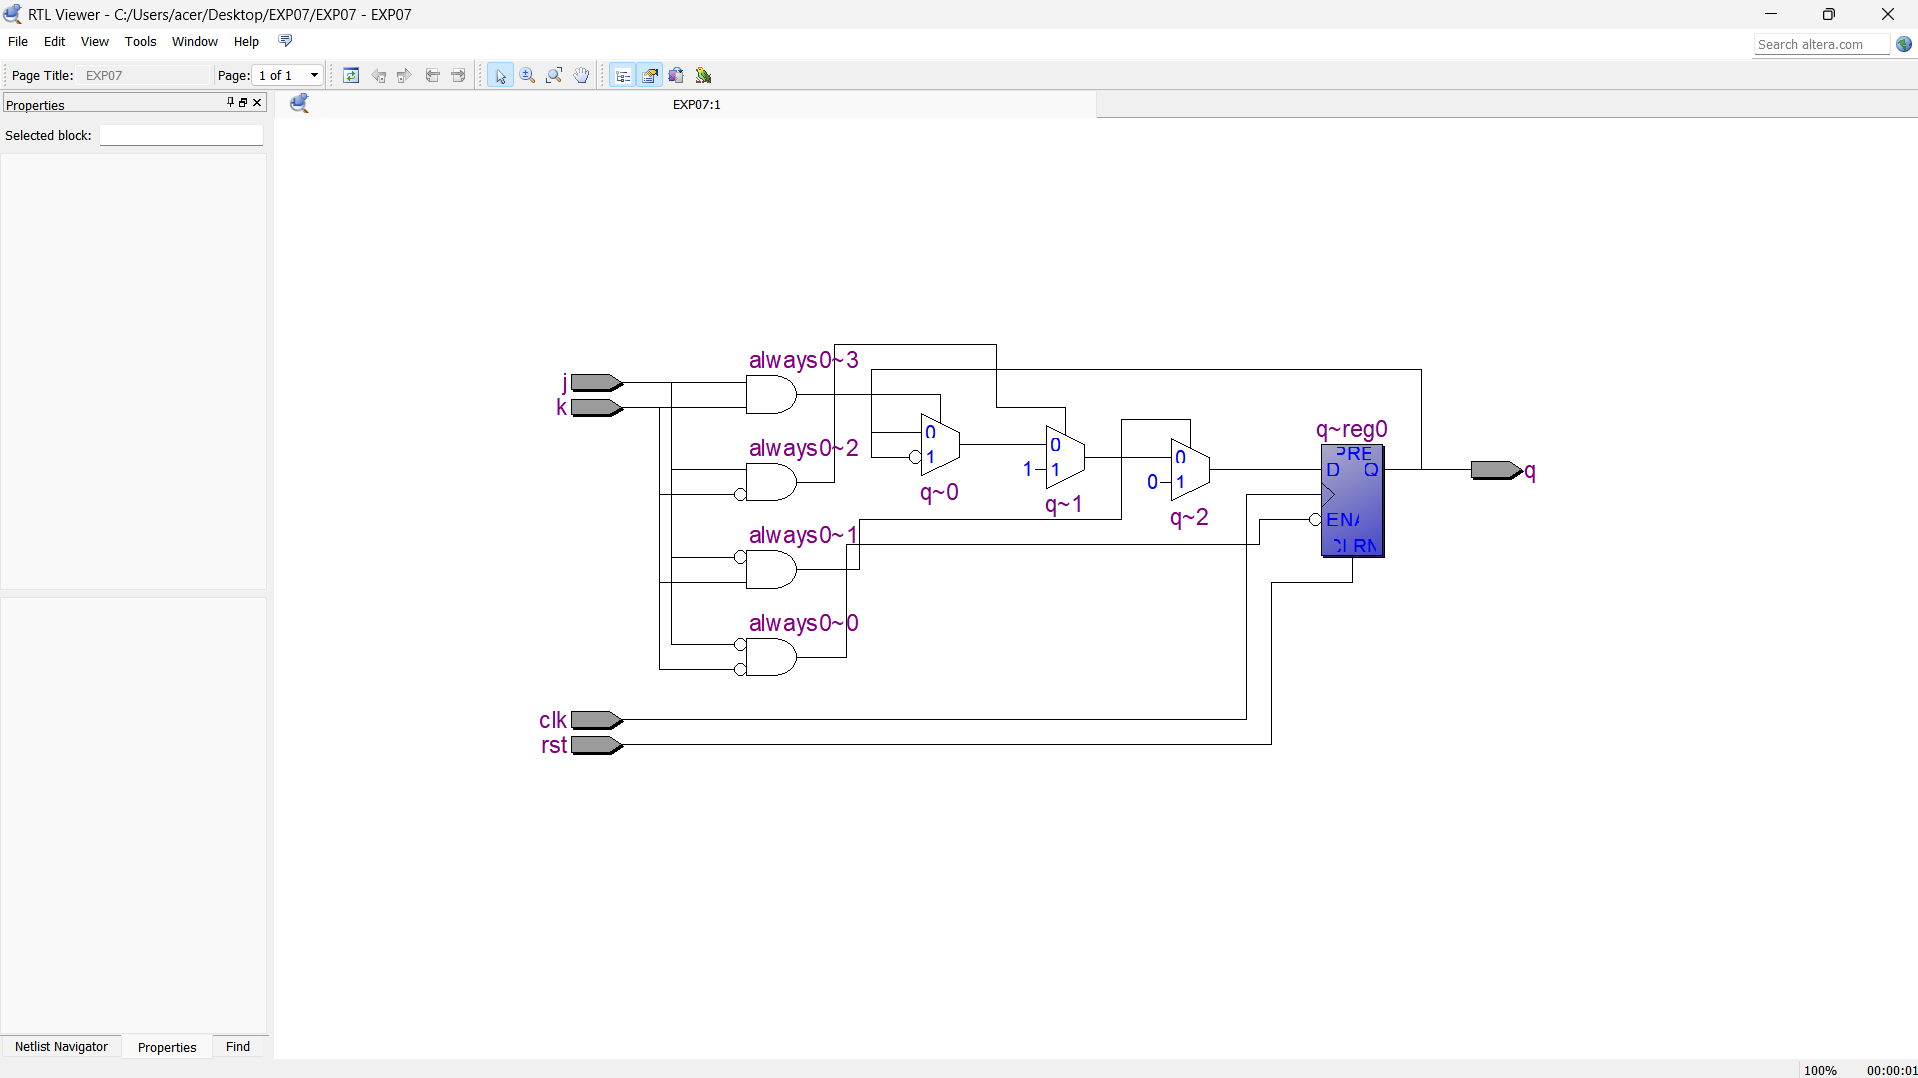 RTL Viewer - C:/Users/acer/Desktop/EXP07/EXP07 - EXP07
File Edit View Tools Window Help
Search altera.com
Page Title: EXP07 Page: 1 of 1
Properties
EXP07:1
Selected block:
always0~3
j
k
0
1
q~0
always0~2
0
1 1
q~1
0
0 1
q~2
q~reg0
PRE
D Q
ENA
CLRN
q
always0~1
always0~0
clk
rst
Netlist Navigator Properties Find
100% 00:00:01